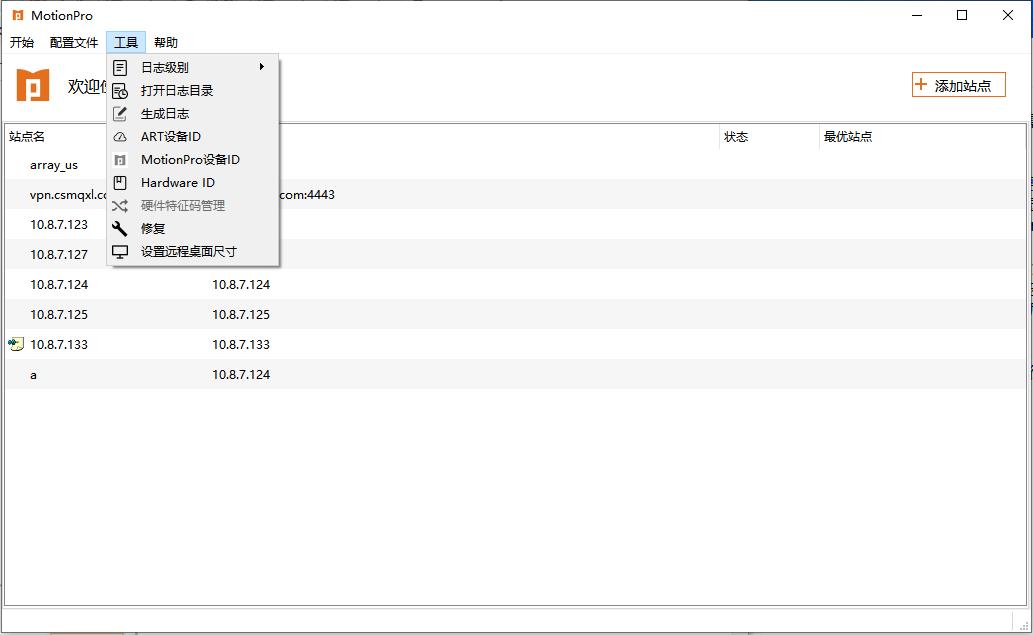 MotionPro
开始 配置文件 工具 帮助
欢迎
添加站点
日志级别
打开日志目录
生成日志
ART设备ID
MotionPro设备ID
Hardware ID
硬件特征码管理
修复
设置远程桌面尺寸
站点名 状态 最优站点
array_us
vpn.csmqxl.c com:4443
10.8.7.123
10.8.7.127
10.8.7.124 10.8.7.124
10.8.7.125 10.8.7.125
10.8.7.133 10.8.7.133
a 10.8.7.124